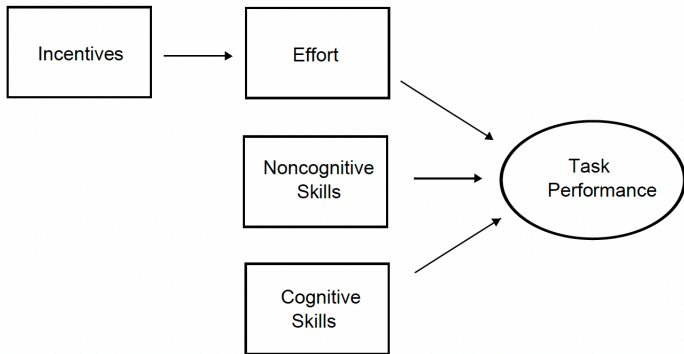 Incentives
Effort
Noncognitive
Skills
Task
Performance
Cognitive
Skills